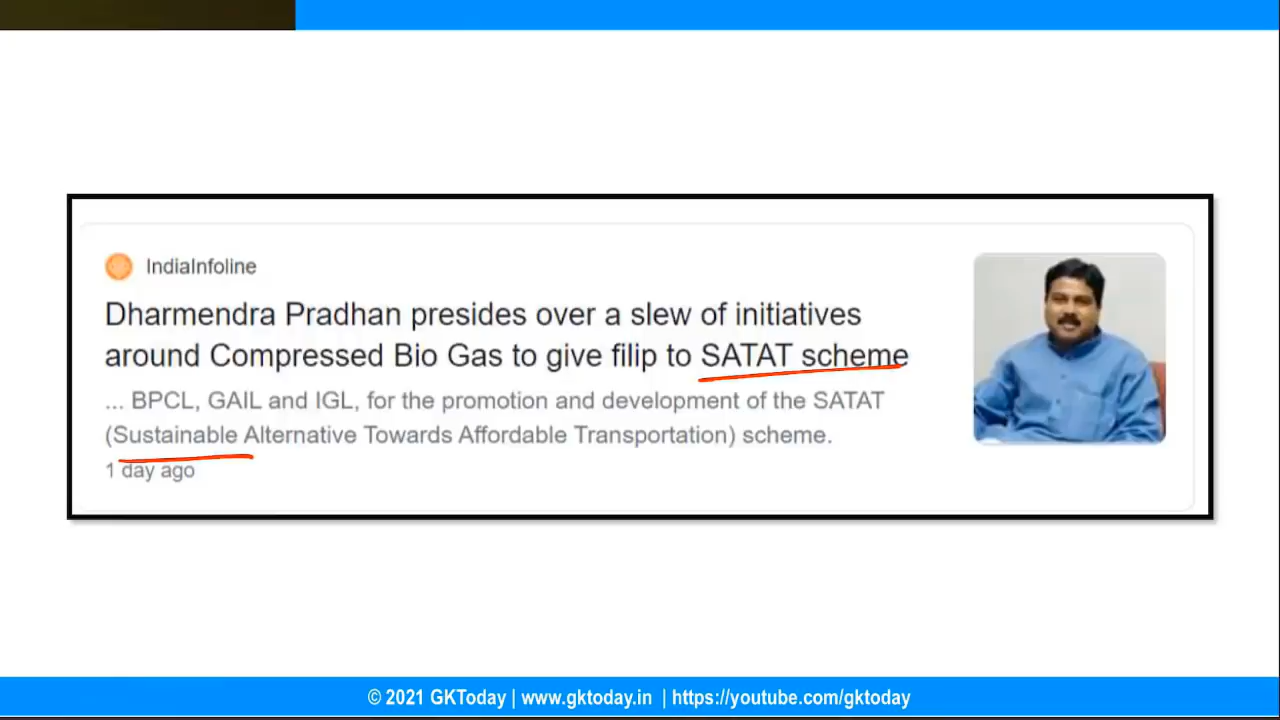 IndiaInfoline
Dharmendra Pradhan presides over a slew of initiatives
around Compressed Bio Gas to give filip to SATAT scheme
... BPCL, GAIL and IGL, for the promotion and development of the SATAT
(Sustainable Alternative Towards Affordable Transportation) scheme.
1 day ago
© 2021 GKToday | www.gktoday.in | https://youtube.com/gktoday